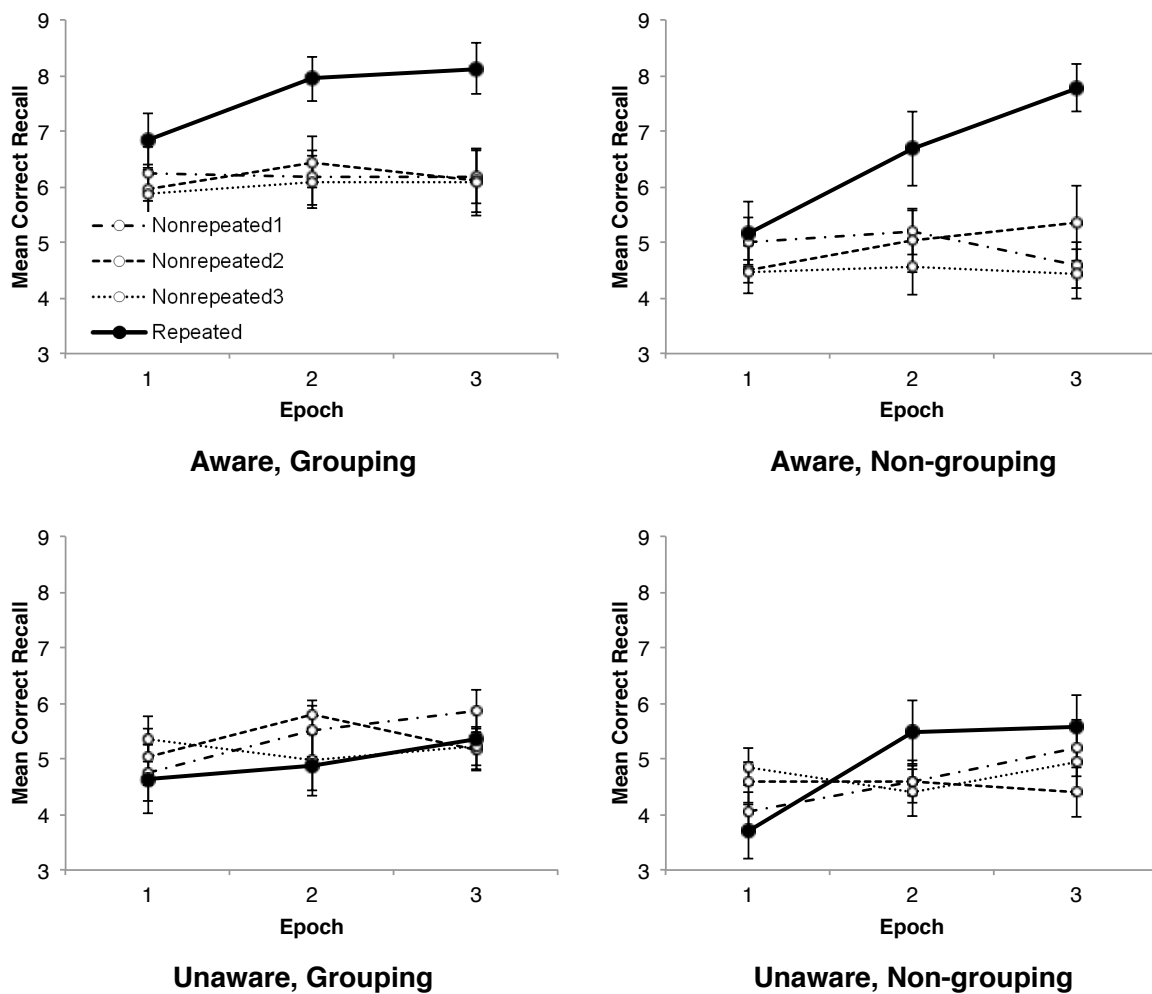 9
8
7
6
5
4
3
Mean Correct Recall
Nonrepeated1
Nonrepeated2
Nonrepeated3
Repeated
1 2 3
Epoch
Aware, Grouping
9
8
7
6
5
4
3
Mean Correct Recall
1 2 3
Epoch
Aware, Non-grouping
9
8
7
6
5
4
3
Mean Correct Recall
1 2 3
Epoch
Unaware, Grouping
9
8
7
6
5
4
3
Mean Correct Recall
1 2 3
Epoch
Unaware, Non-grouping